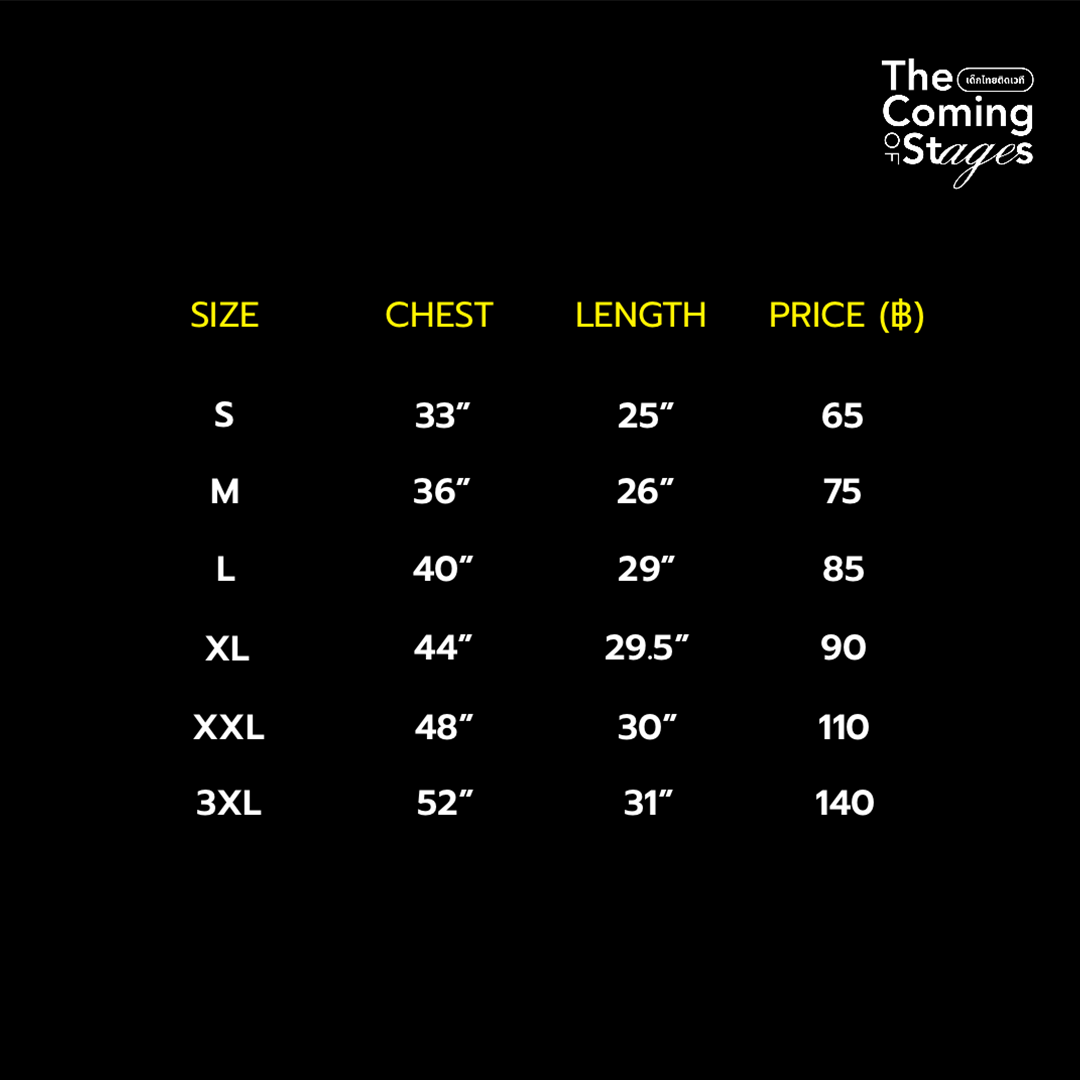 The เด็กไทยติดเวที
Coming
OF Stages
SIZE CHEST LENGTH PRICE (฿)
S 33” 25” 65
M 36” 26” 75
L 40” 29” 85
XL 44” 29.5” 90
XXL 48” 30” 110
3XL 52” 31” 140